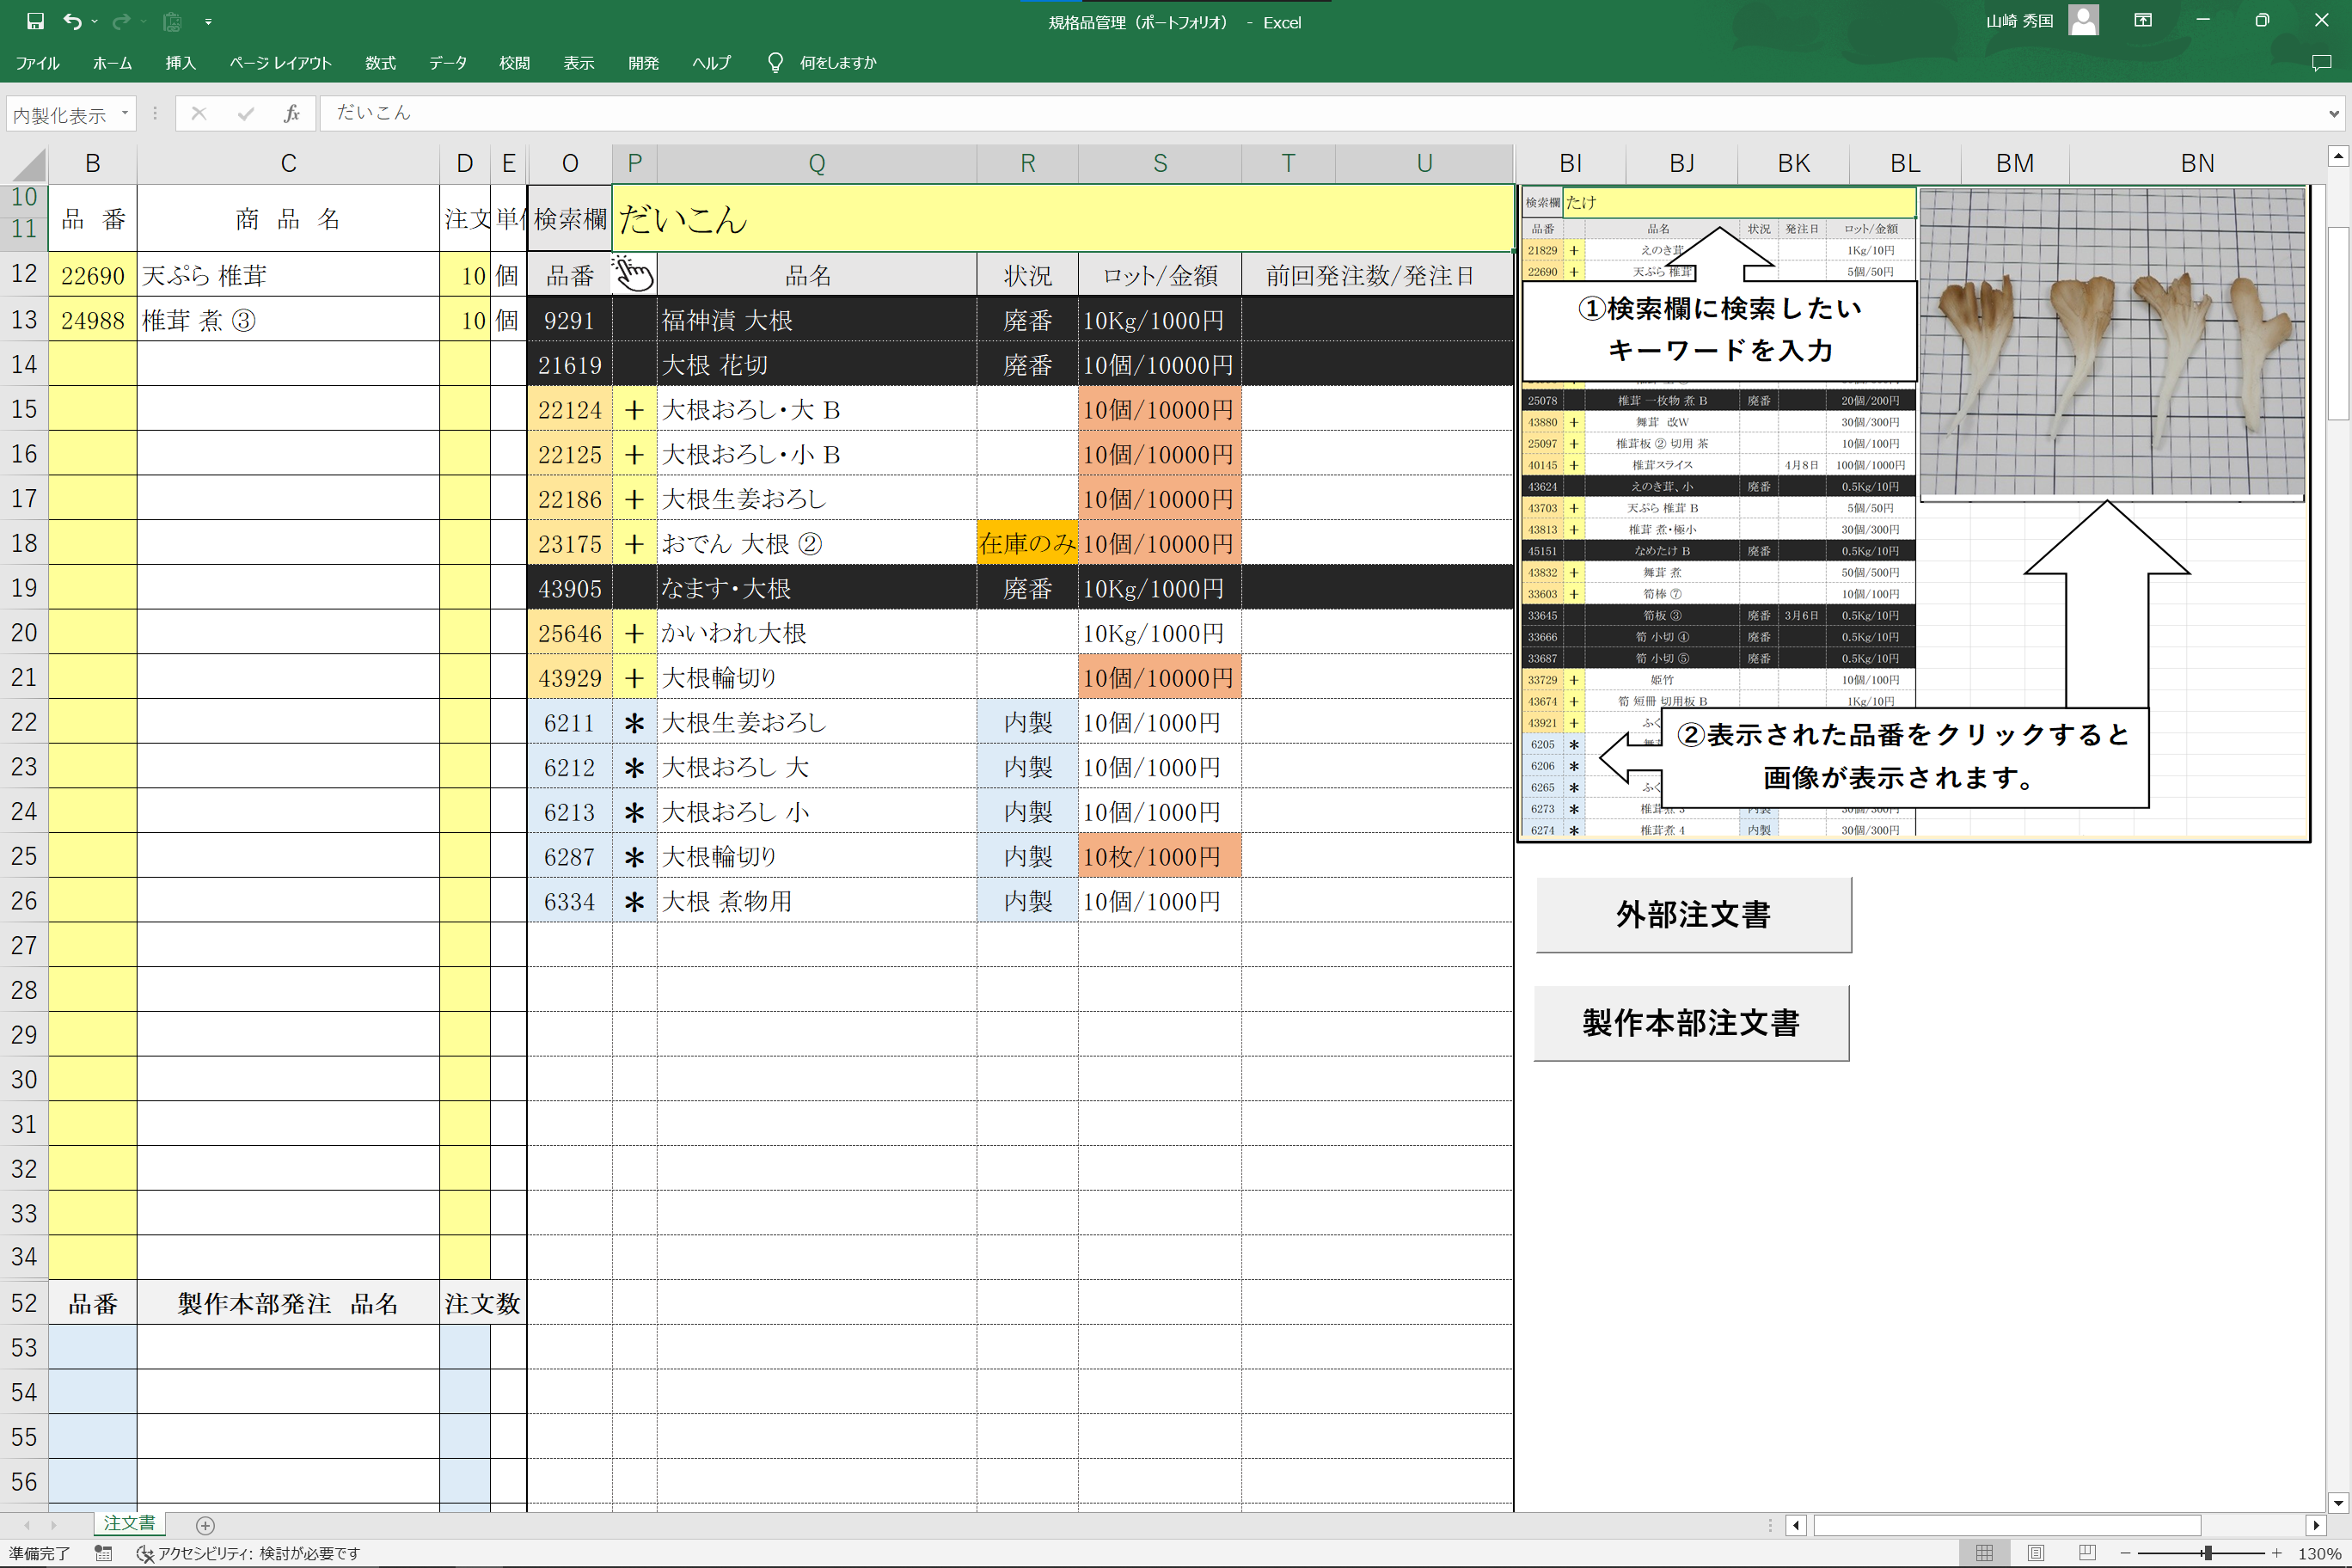 規格品管理（ポートフォリオ） - Excel
山崎 秀国
ファイル ホーム 挿入 ページ レイアウト 数式 データ 校閲 表示 開発 ヘルプ 何をしますか
内製化表示 fx だいこん
B C D E O P Q R S T U BI BJ BK BL BM BN
10
11 品 番 商 品 名 注文 単 検索欄 だいこん
12 22690 天ぷら 椎茸 10 個 品番 品名 状況 ロット/金額 前回発注数/発注日
13 24988 椎茸 煮 ③ 10 個 9291 福神漬 大根 廃番 10Kg/1000円
14 21619 大根 花切 廃番 10個/10000円
15 22124 ＋ 大根おろし・大 B 10個/10000円
16 22125 ＋ 大根おろし・小 B 10個/10000円
17 22186 ＋ 大根生姜おろし 10個/10000円
18 23175 ＋ おでん 大根 ② 在庫のみ 10個/10000円
19 43905 なます・大根 廃番 10Kg/1000円
20 25646 ＋ かいわれ大根 10Kg/1000円
21 43929 ＋ 大根輪切り 10個/10000円
22 6211 ＊ 大根生姜おろし 内製 10個/1000円
23 6212 ＊ 大根おろし 大 内製 10個/1000円
24 6213 ＊ 大根おろし 小 内製 10個/1000円
25 6287 ＊ 大根輪切り 内製 10枚/1000円
26 6334 ＊ 大根 煮物用 内製 10個/1000円
27
28
29
30
31
32
33
34
52 品番 製作本部発注 品名 注文数
53
54
55
56
検索欄 たけ
品番 品名 状況 発注日 ロット/金額
21829 ＋ えのき茸 1Kg/10円
22690 ＋ 天ぷら 椎茸 5個/50円
①検索欄に検索したい
キーワードを入力
25078 椎茸 一枚物 煮 B 廃番 20個/200円
43880 ＋ 舞茸 改W 30個/300円
25097 ＋ 椎茸板 ② 切用 茶 10個/100円
40145 ＋ 椎茸スライス 4月8日 100個/1000円
43624 えのき茸、小 廃番 0.5Kg/10円
43703 ＋ 天ぷら 椎茸 B 5個/50円
43813 ＋ 椎茸 煮・極小 30個/300円
45151 なめたけ B 廃番 0.5Kg/10円
43832 ＋ 舞茸 煮 50個/500円
33603 ＋ 筍棒 ⑦ 10個/100円
33645 筍板 ③ 廃番 3月6日 0.5Kg/10円
33666 筍 小切 ④ 廃番 0.5Kg/10円
33687 筍 小切 ⑤ 廃番 0.5Kg/10円
33729 ＋ 姫竹 10個/100円
43674 ＋ 筍 短冊 切用板 B 1Kg/10円
43921 ＋ ふく
6205 ＊
6206 ＊
6265 ＊ ふく
6273 ＊ 椎茸煮 3 内製 30個/300円
6274 ＊ 椎茸煮 4 内製 30個/300円
②表示された品番をクリックすると
画像が表示されます。
外部注文書
製作本部注文書
注文書
準備完了 アクセシビリティ: 検討が必要です 130%